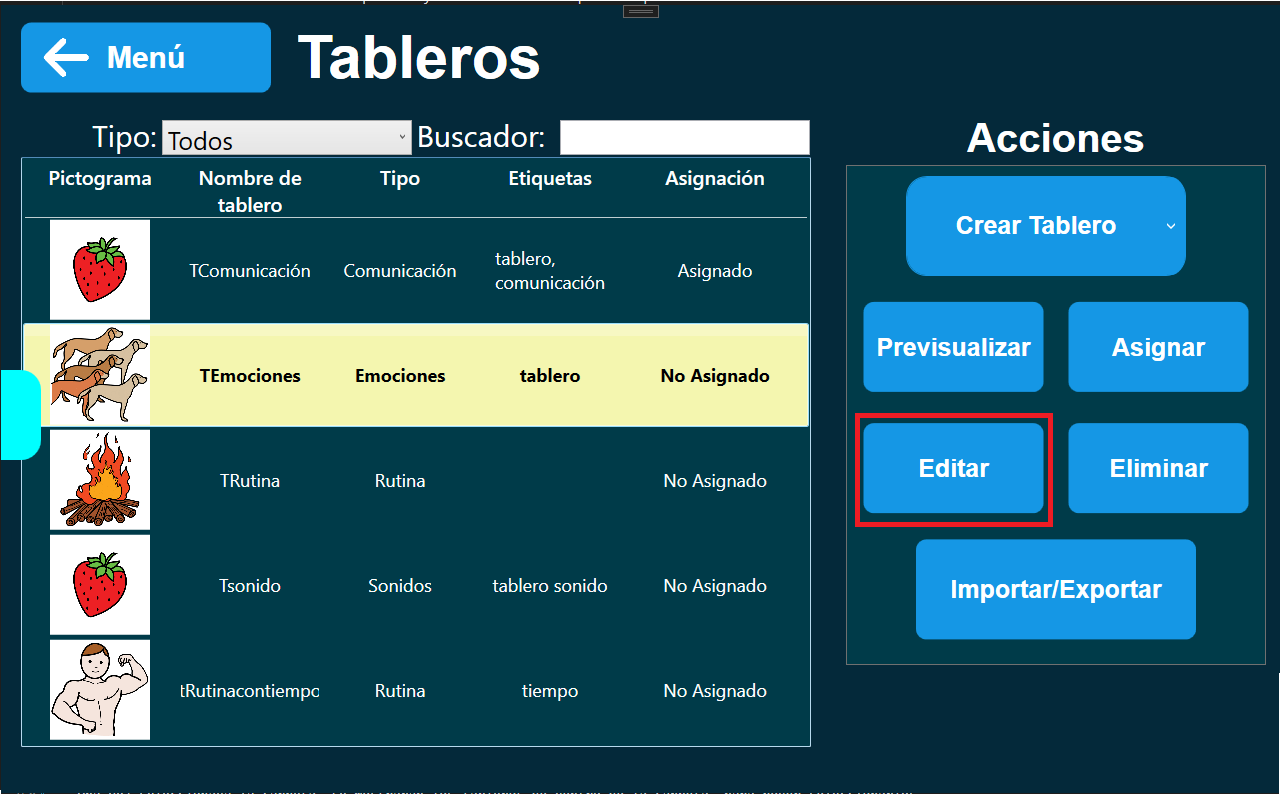 Menú
Tableros
Tipo: Todos Buscador:
Pictograma Nombre de tablero Tipo Etiquetas Asignación
TComunicación Comunicación tablero, comunicación Asignado
TEmociones Emociones tablero No Asignado
TRutina Rutina No Asignado
Tsonido Sonidos tablero sonido No Asignado
tRutinacontiempo Rutina tiempo No Asignado
Acciones
Crear Tablero
Previsualizar Asignar
Editar Eliminar
Importar/Exportar